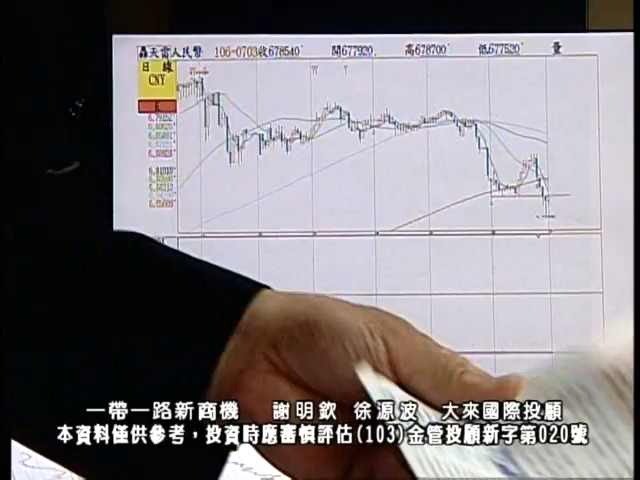 天雷人民幣 106-0703收678540 開677920 高678700 低677520 量
日線
CNY
一帶一路新商機 謝明欽 徐源波 大來國際投顧
本資料僅供參考，投資時應審慎評估(103)金管投顧新字第020號